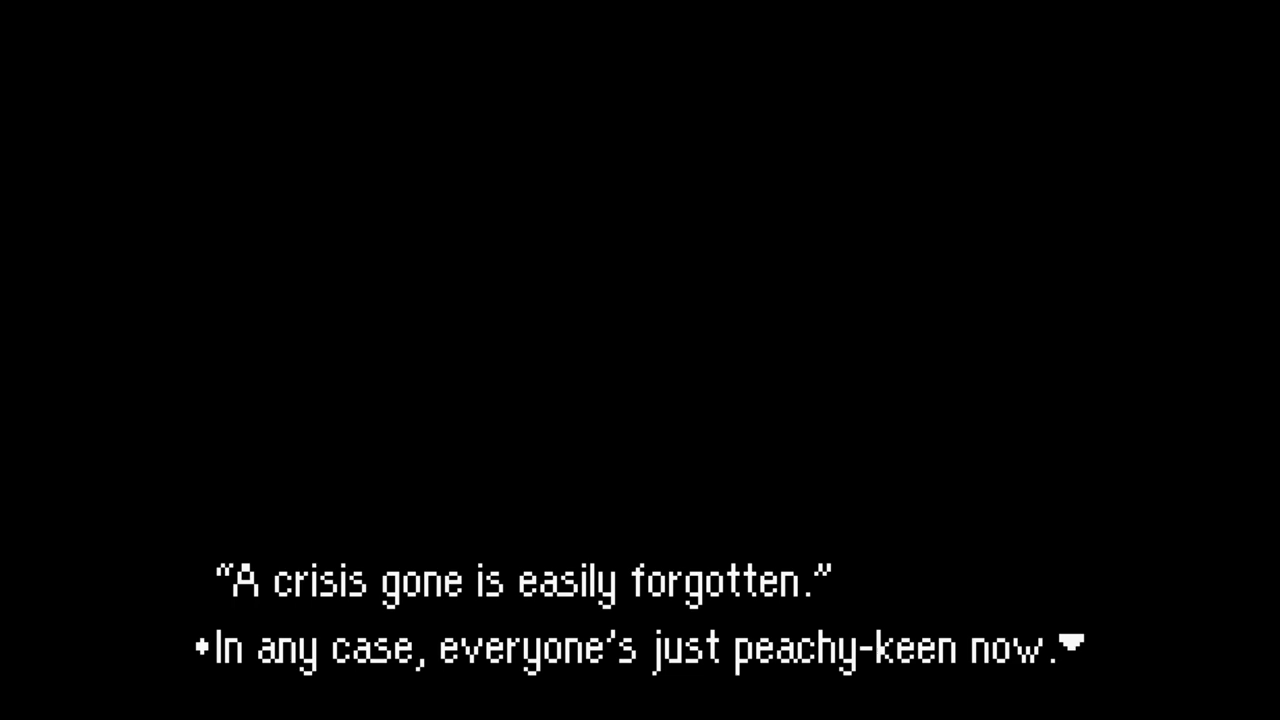 “A crisis gone is easily forgotten.”
•In any case, everyone's just peachy-keen now.